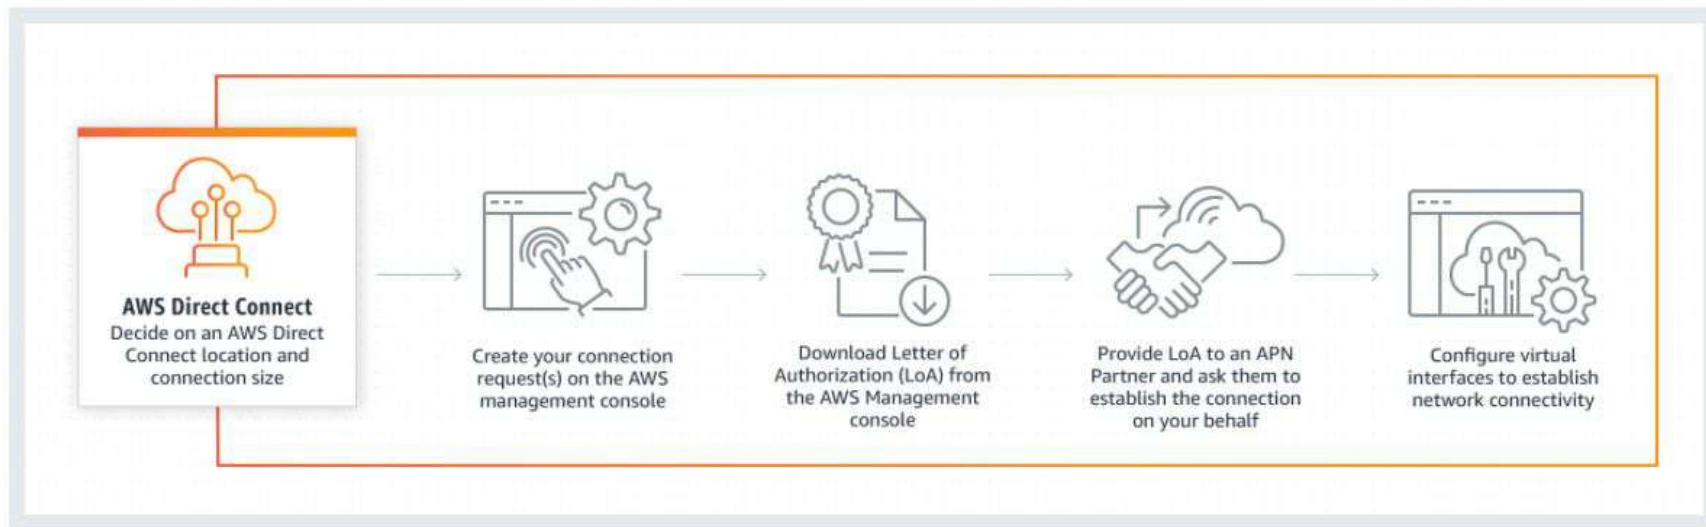 AWS Direct Connect
Decide on an AWS Direct
Connect location and
connection size
Create your connection
request(s) on the AWS
management console
Download Letter of
Authorization (LoA) from
the AWS Management
console
Provide LoA to an APN
Partner and ask them to
establish the connection
on your behalf
Configure virtual
interfaces to establish
network connectivity